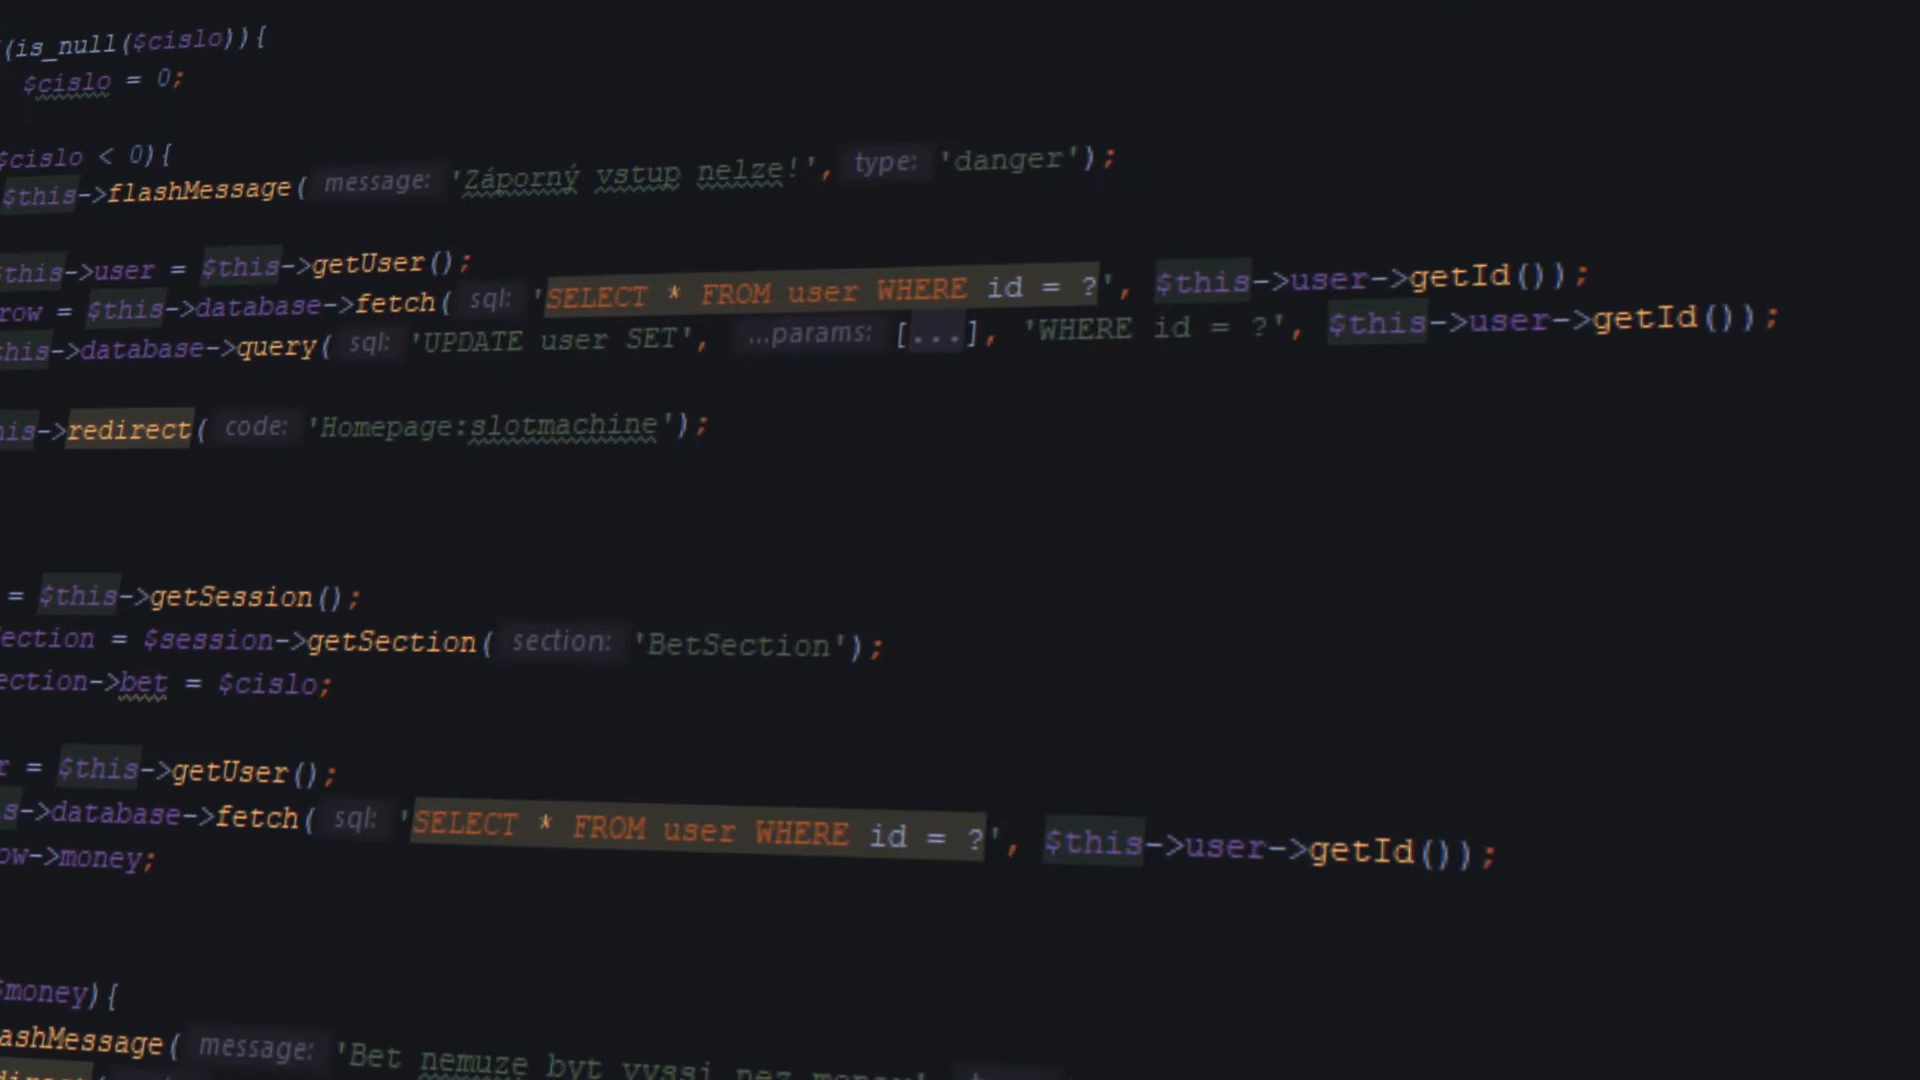 (is_null($cislo)){
$cislo = 0;
$cislo < 0){
$this->flashMessage( message: 'Záporný vstup nelze!', type: 'danger');
$this->user = $this->getUser();
row = $this->database->fetch( sql: 'SELECT * FROM user WHERE id = ?', $this->user->getId());
this->database->query( sql: 'UPDATE user SET', ...params: [...], 'WHERE id = ?', $this->user->getId());
his->redirect( code: 'Homepage:slotmachine');
= $this->getSession();
ection = $session->getSection( section: 'BetSection');
ection->bet = $cislo;
r = $this->getUser();
s->database->fetch( sql: 'SELECT * FROM user WHERE id = ?', $this->user->getId());
ow->money;
$money){
ashMessage( message: 'Bet nemuze byt vyssi nez money',